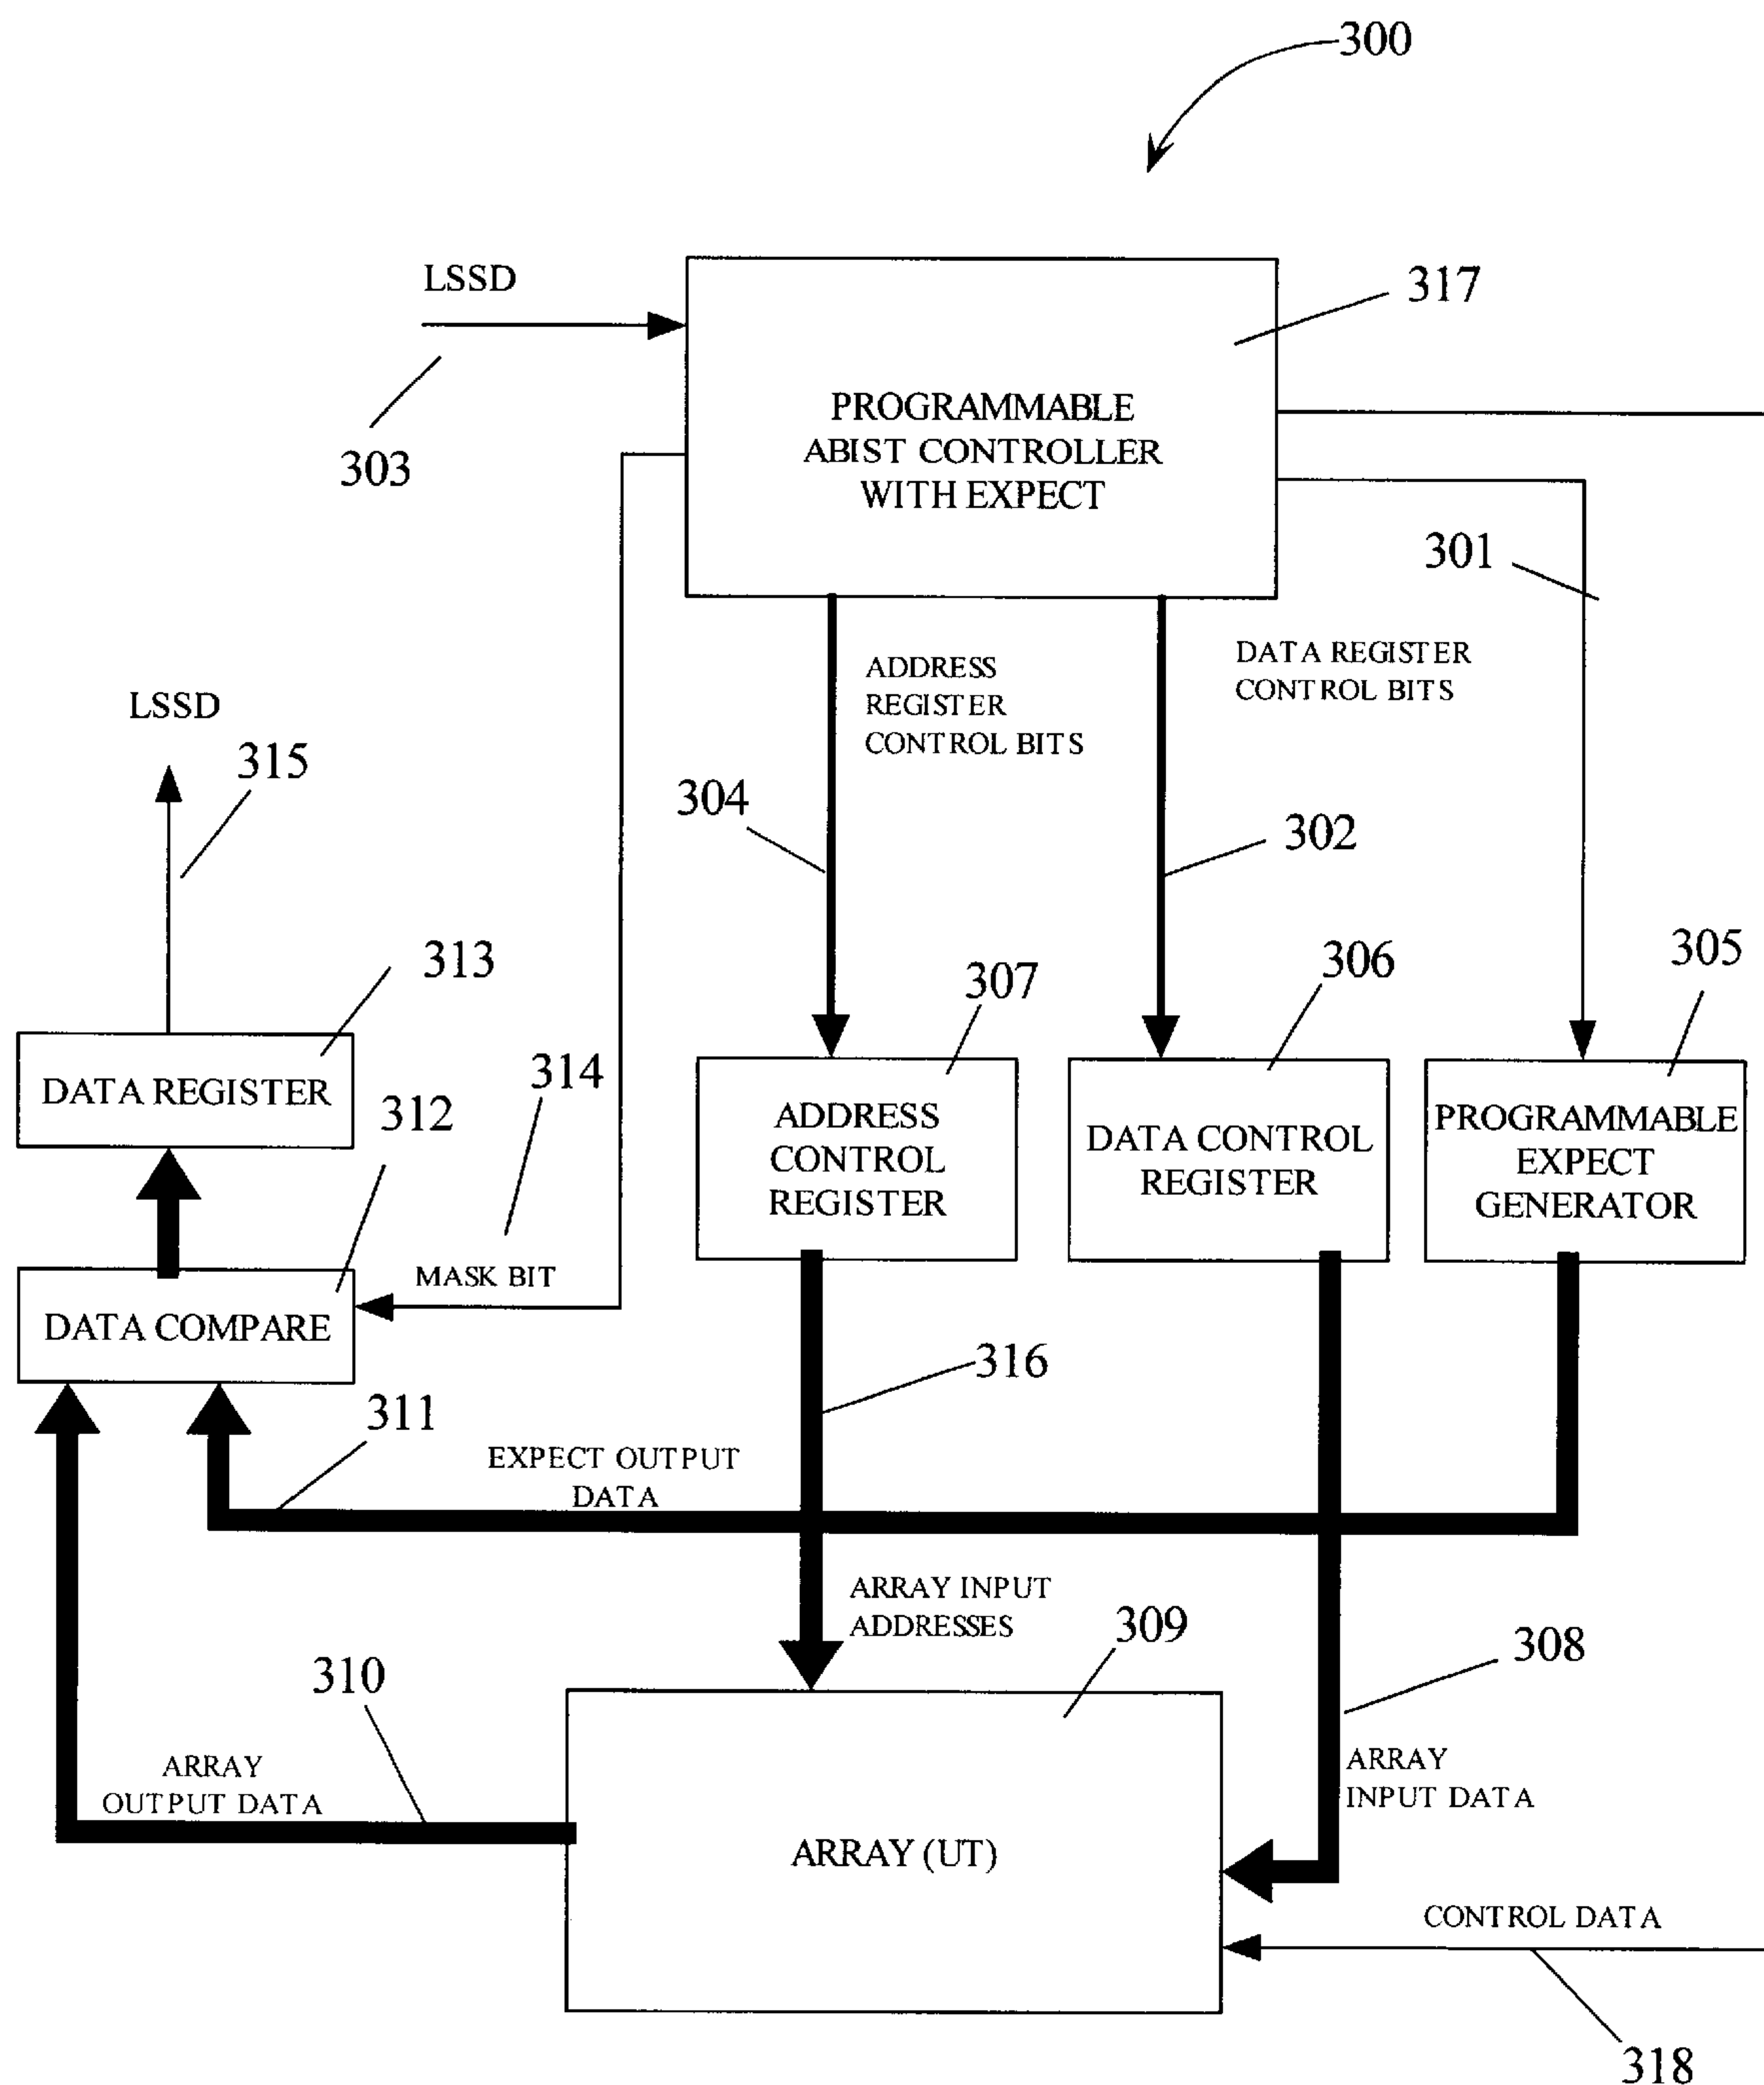 300
LSSD
317
PROGRAMMABLE
ABIST CONTROLLER
WITH EXPECT
303
301
ADDRESS
REGISTER
CONTROL BITS
DATA REGISTER
CONTROL BITS
LSSD
315
304
302
313
307
306
305
DATA REGISTER
314
312
ADDRESS
CONTROL
REGISTER
DATA CONTROL
REGISTER
PROGRAMMABLE
EXPECT
GENERATOR
MASK BIT
DATA COMPARE
316
311
EXPECT OUTPUT
DATA
ARRAY INPUT
ADDRESSES
309
308
310
ARRAY
OUTPUT DATA
ARRAY
INPUT DATA
ARRAY (UT)
CONTROL DATA
318